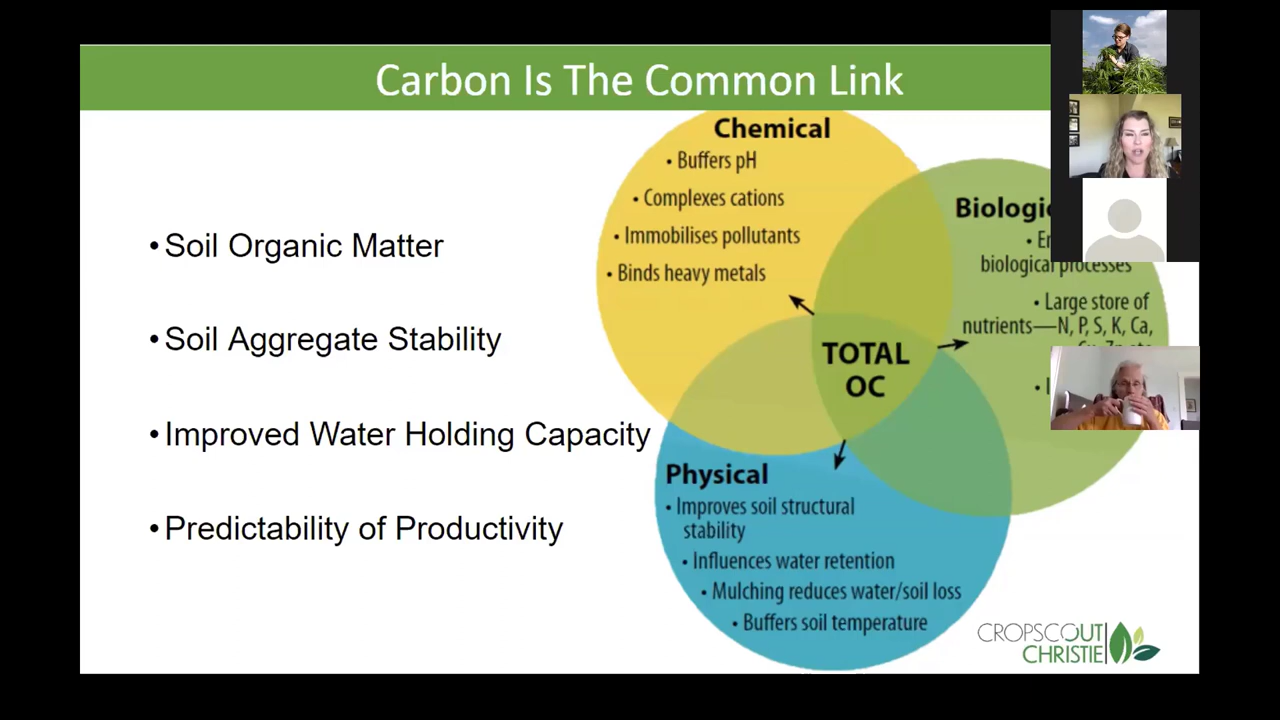 Carbon Is The Common Link
• Soil Organic Matter
• Soil Aggregate Stability
• Improved Water Holding Capacity
• Predictability of Productivity
Chemical
• Buffers pH
• Complexes cations
• Immobilises pollutants
• Binds heavy metals
biological processes
• Large store of
nutrients—N, P, S, K, Ca,
TOTAL
OC
Physical
• Improves soil structural
stability
• Influences water retention
• Mulching reduces water/soil loss
• Buffers soil temperature
CROPSCOUT
CHRISTIE